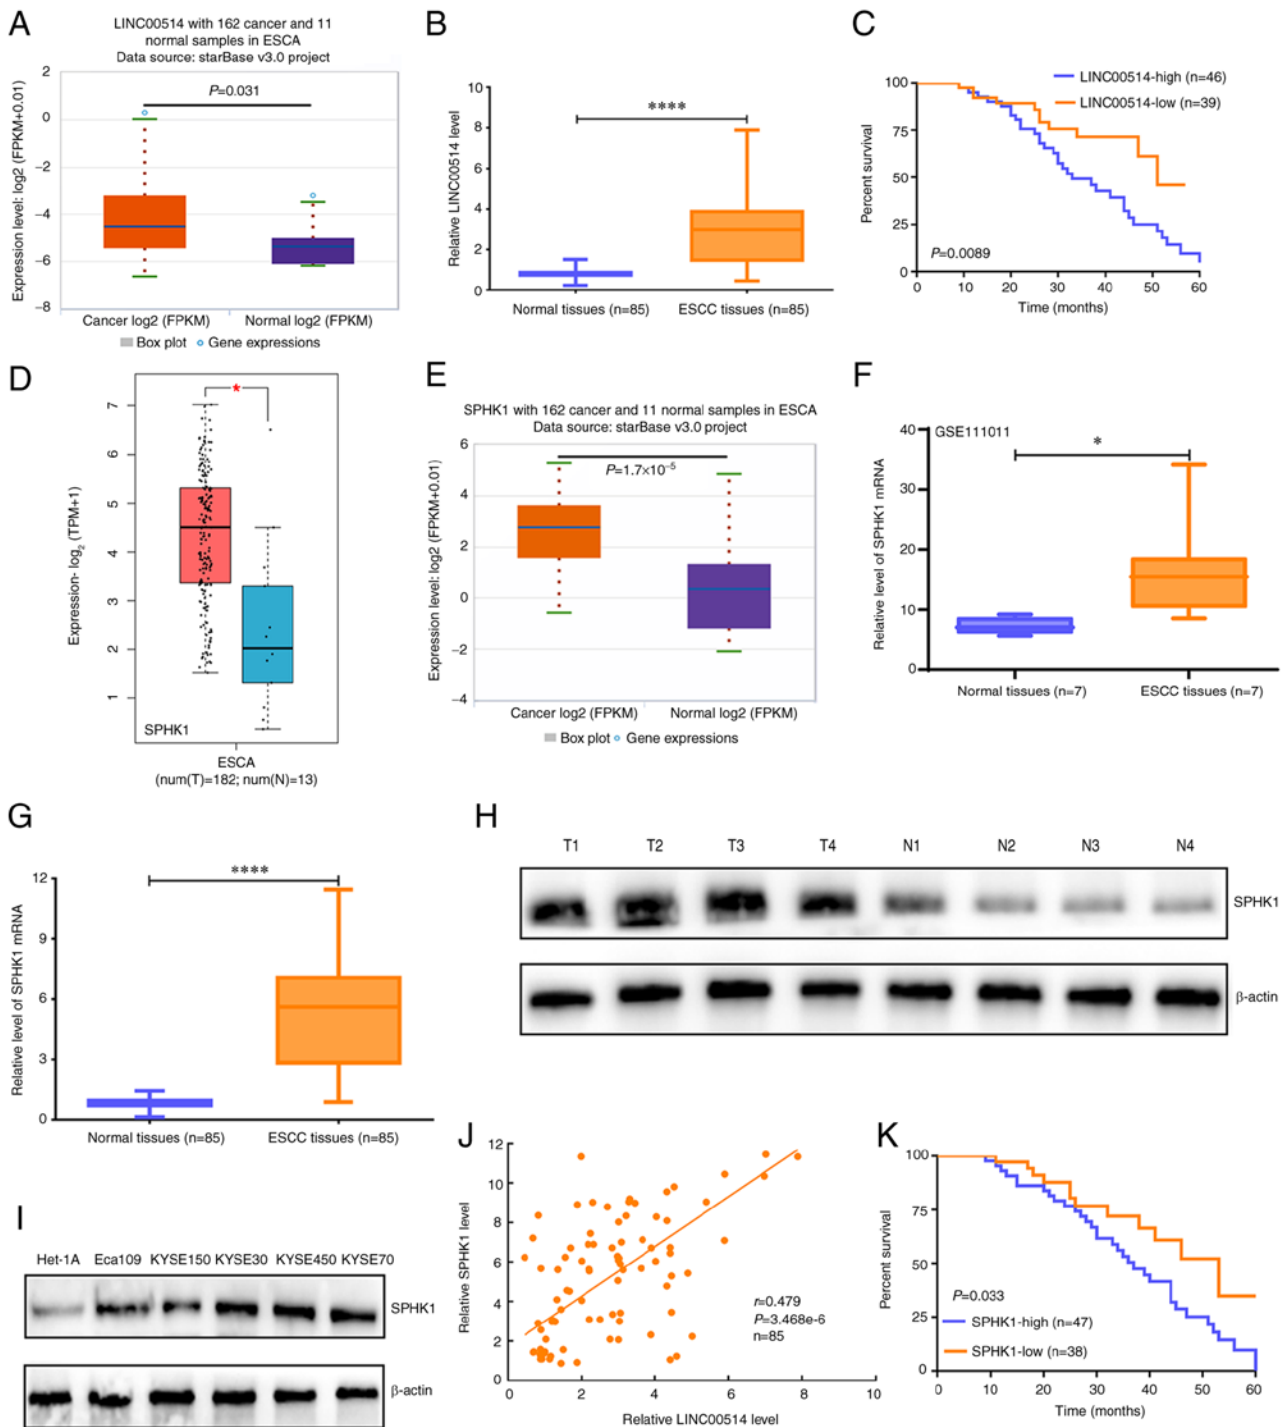 A
LINC00514 with 162 cancer and 11
normal samples in ESCA
Data source: starBase v3.0 project
Expression level: log2 (FPKM+0.01)
2
0
−2
−4
−6
−8
P=0.031
Cancer log2 (FPKM)
Normal log2 (FPKM)
Box plot
Gene expressions
B
Relative LINC00514 level
10
8
6
4
2
0
****
Normal tissues (n=85)
ESCC tissues (n=85)
C
Percent survival
100
75
50
25
0
LINC00514-high (n=46)
LINC00514-low (n=39)
P=0.0089
0 10 20 30 40 50 60
Time (months)
D
Expression- log2 (TPM+1)
7
6
5
4
3
2
1
SPHK1
ESCA
(num(T)=182; num(N)=13)
E
SPHK1 with 162 cancer and 11 normal samples in ESCA
Data source: starBase v3.0 project
Expression level: log2 (FPKM+0.01)
6
4
2
0
−2
−4
P=1.7×10−5
Cancer log2 (FPKM)
Normal log2 (FPKM)
Box plot
Gene expressions
F
Relative level of SPHK1 mRNA
40
30
20
10
0
GSE111011
*
Normal tissues (n=7)
ESCC tissues (n=7)
G
Relative level of SPHK1 mRNA
12
9
6
3
0
****
Normal tissues (n=85)
ESCC tissues (n=85)
H
T1 T2 T3 T4 N1 N2 N3 N4
SPHK1
β-actin
I
Het-1A Eca109 KYSE150 KYSE30 KYSE450 KYSE70
SPHK1
β-actin
J
Relative SPHK1 level
12
10
8
6
4
2
0
r=0.479
P=3.468e-6
n=85
0 2 4 6 8 10
Relative LINC00514 level
K
Percent survival
100
75
50
25
0
P=0.033
SPHK1-high (n=47)
SPHK1-low (n=38)
0 10 20 30 40 50 60
Time (months)